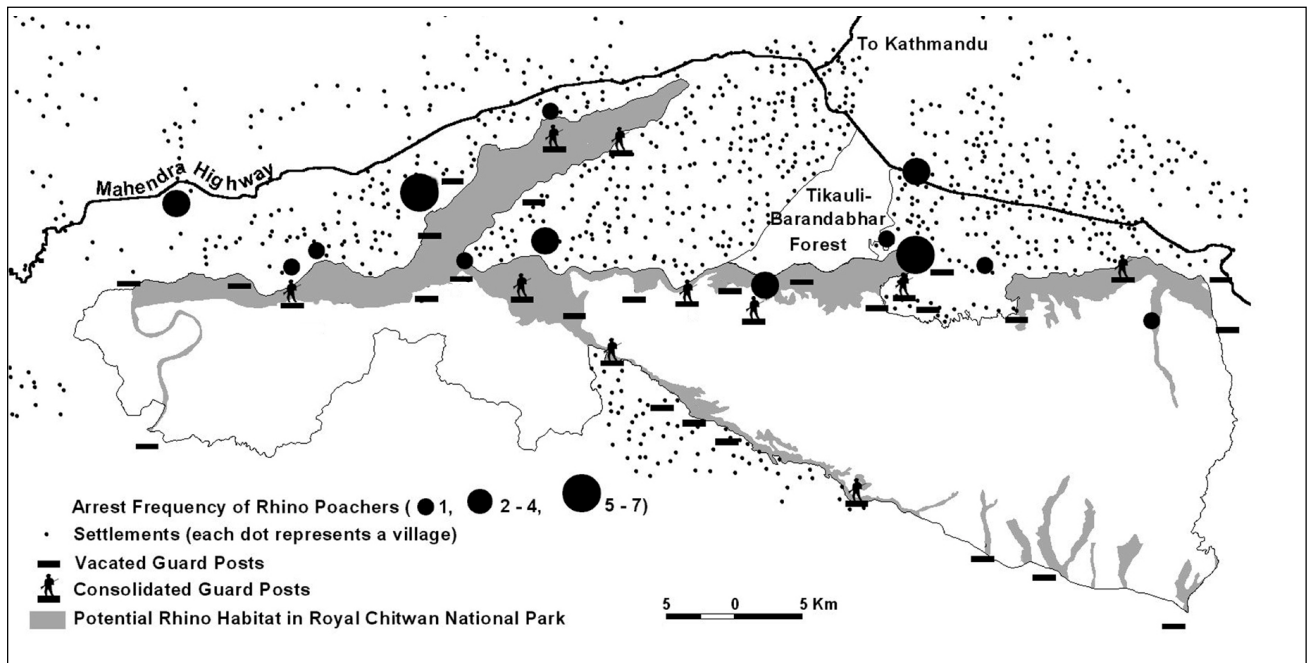 To Kathmandu
Mahendra Highway
Tikauli-
Barandabhar
Forest
Arrest Frequency of Rhino Poachers ( 1, 2 - 4, 5 - 7)
Settlements (each dot represents a village)
Vacated Guard Posts
Consolidated Guard Posts
Potential Rhino Habitat in Royal Chitwan National Park
5 0 5 Km